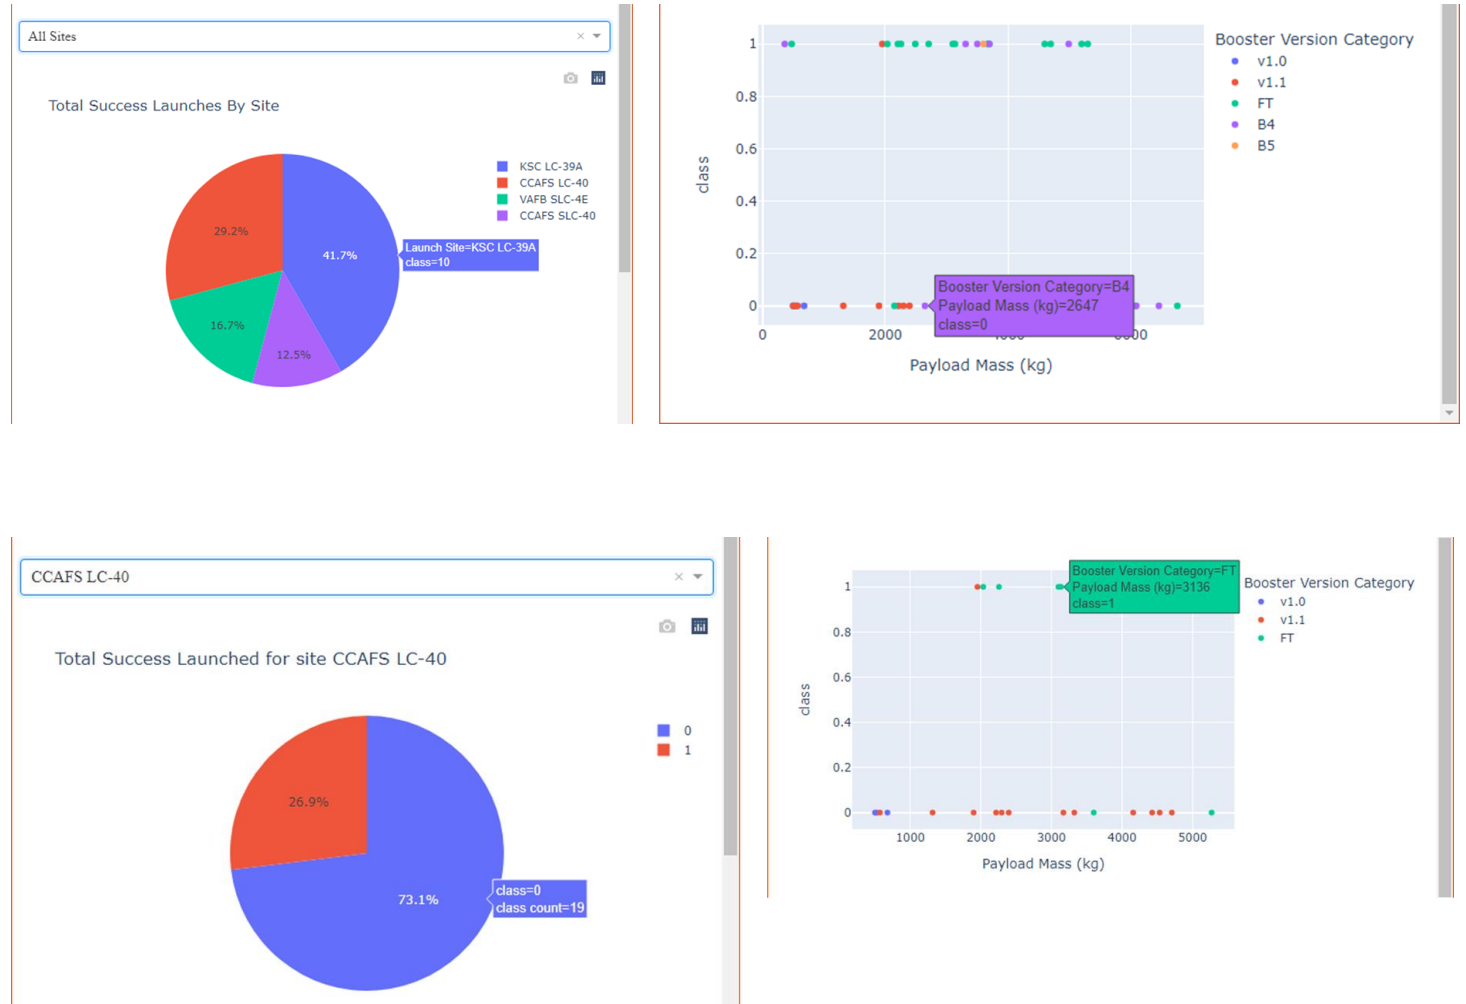 All Sites
Total Success Launches By Site
KSC LC-39A
CCAFS LC-40
VAFB SLC-4E
CCAFS SLC-40
29.2%
41.7%
16.7%
12.5%
Launch Site=KSC LC-39A
class=10
Booster Version Category
v1.0
v1.1
FT
B4
B5
1
0.8
0.6
0.4
0.2
0
class
Booster Version Category=B4
Payload Mass (kg)=2647
class=0
0
2000
Payload Mass (kg)
CCAFS LC-40
Total Success Launched for site CCAFS LC-40
0
1
26.9%
73.1%
class=0
class count=19
Booster Version Category=FT
Payload Mass (kg)=3136
class=1
Booster Version Category
v1.0
v1.1
FT
1
0.8
0.6
0.4
0.2
0
class
1000 2000 3000 4000 5000
Payload Mass (kg)